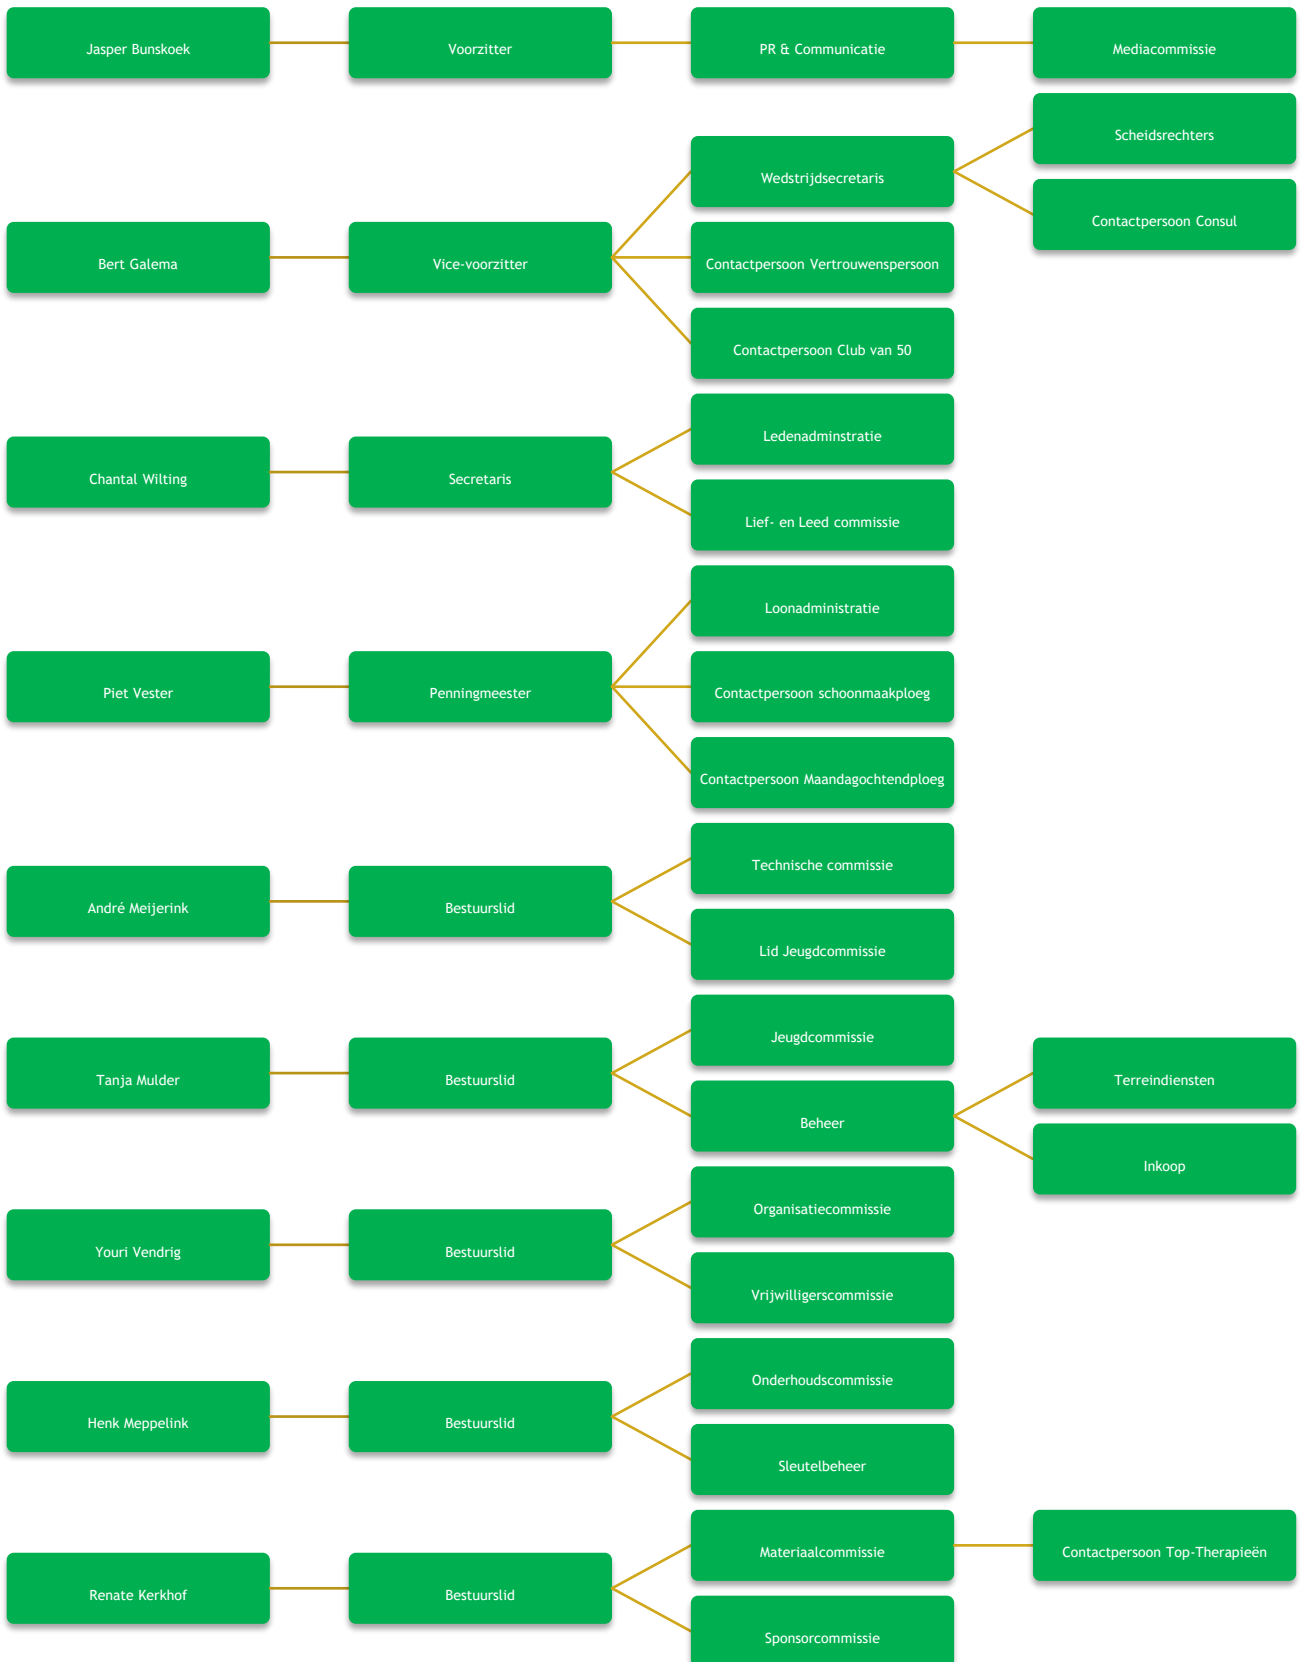 Jasper Bunskoek
Voorzitter
PR & Communicatie
Mediacommissie
Bert Galema
Vice-voorzitter
Wedstrijdsecretaris
Scheidsrechters
Contactpersoon Consul
Contactpersoon Vertrouwenspersoon
Contactpersoon Club van 50
Chantal Wilting
Secretaris
Ledenadminstratie
Lief- en Leed commissie
Piet Vester
Penningmeester
Loonadministratie
Contactpersoon schoonmaakploeg
Contactpersoon Maandagochtendploeg
André Meijerink
Bestuurslid
Technische commissie
Lid Jeugdcommissie
Tanja Mulder
Bestuurslid
Jeugdcommissie
Beheer
Terreindiensten
Inkoop
Youri Vendrig
Bestuurslid
Organisatiecommissie
Vrijwilligerscommissie
Henk Meppelink
Bestuurslid
Onderhoudscommissie
Sleutelbeheer
Renate Kerkhof
Bestuurslid
Materiaalcommissie
Contactpersoon Top-Therapieën
Sponsorcommissie